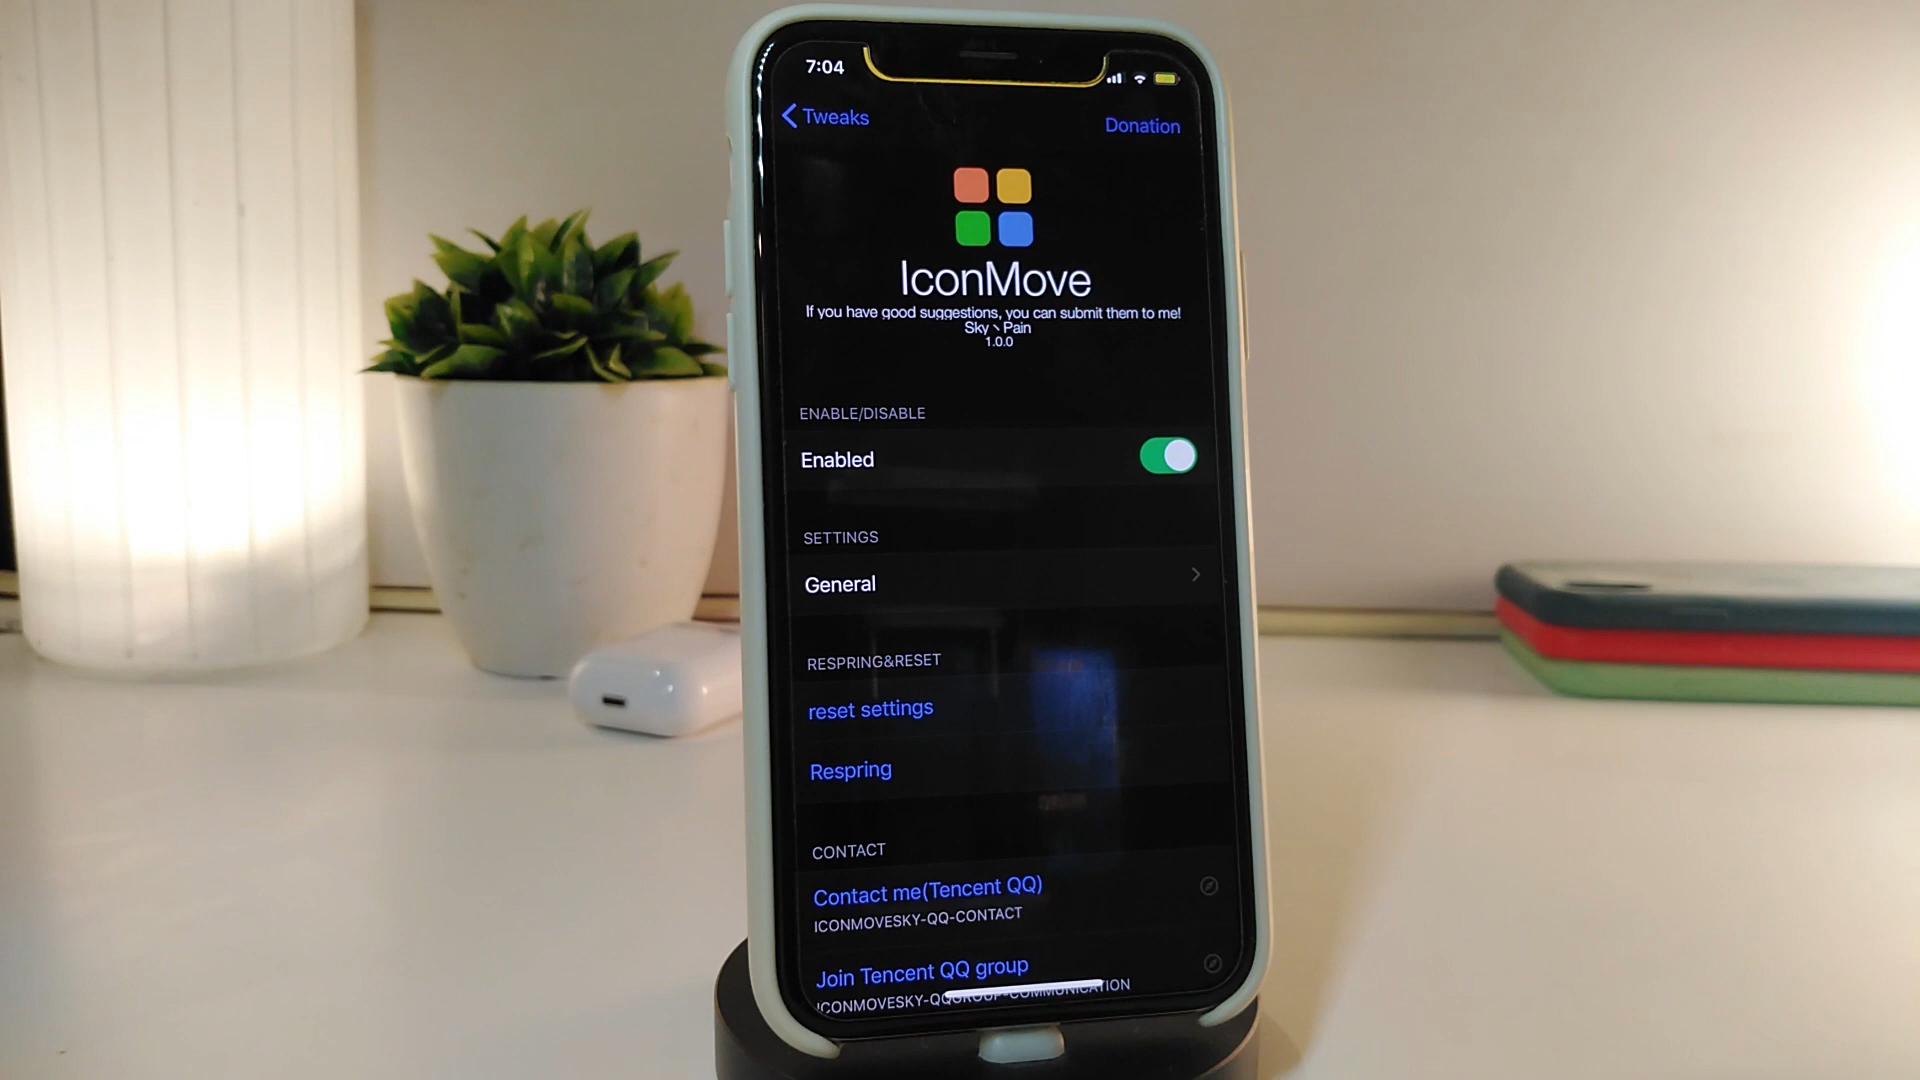 7:04
Tweaks
Donation
IconMove
If you have good suggestions, you can submit them to me!
Sky丶Pain
1.0.0
ENABLE/DISABLE
Enabled
SETTINGS
General
RESPRING&RESET
reset settings
Respring
CONTACT
Contact me(Tencent QQ)
ICONMOVESKY-QQ-CONTACT
Join Tencent QQ group
ICONMOVESKY-QQGROUP-COMMUNICATION